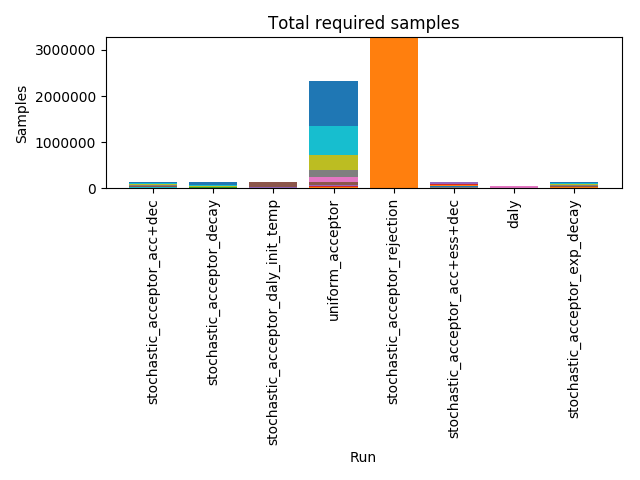 Total required samples
Samples
3000000
2000000
1000000
0
stochastic_acceptor_acc+dec
stochastic_acceptor_decay
stochastic_acceptor_daly_init_temp
uniform_acceptor
stochastic_acceptor_rejection
stochastic_acceptor_acc+ess+dec
daly
stochastic_acceptor_exp_decay
Run